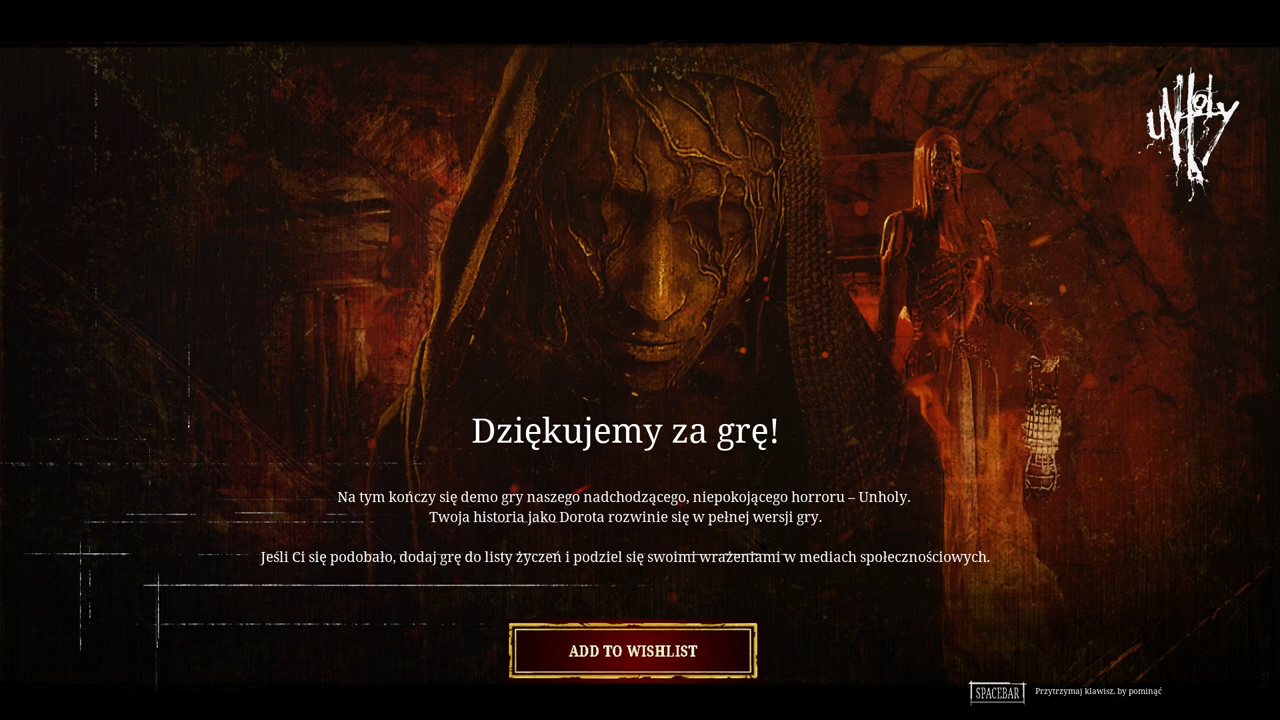 UNHOLY
Dziękujemy za grę!
Na tym kończy się demo gry naszego nadchodzącego, niepokojącego horroru – Unholy.
Twoja historia jako Dorota rozwinie się w pełnej wersji gry.
Jeśli Ci się podobało, dodaj grę do listy życzeń i podziel się swoimi wrażeniami w mediach społecznościowych.
ADD TO WISHLIST
SPACEBAR Przytrzymaj klawisz, by pominąć